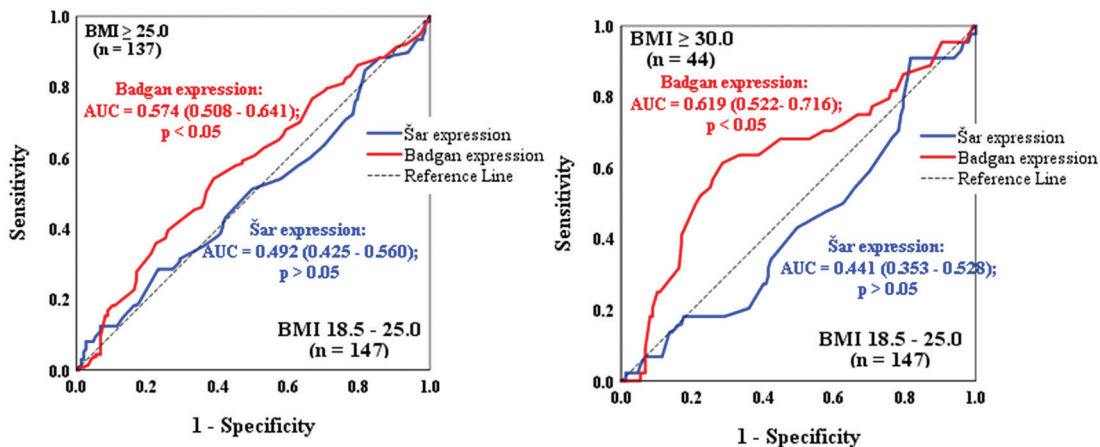 BMI ≥ 25.0
(n = 137)
Badgan expression:
AUC = 0.574 (0.508 - 0.641);
p < 0.05
Šar expression
Badgan expression
Reference Line
Šar expression:
AUC = 0.492 (0.425 - 0.560);
p > 0.05
BMI 18.5 - 25.0
(n = 147)
Sensitivity
1.0
0.8
0.6
0.4
0.2
0.0
0.0 0.2 0.4 0.6 0.8 1.0
1 - Specificity
BMI ≥ 30.0
(n = 44)
Badgan expression:
AUC = 0.619 (0.522- 0.716);
p < 0.05
Šar expression
Badgan expression
Reference Line
Šar expression:
AUC = 0.441 (0.353 - 0.528);
p > 0.05
BMI 18.5 - 25.0
(n = 147)
Sensitivity
1.0
0.8
0.6
0.4
0.2
0.0
0.0 0.2 0.4 0.6 0.8 1.0
1 - Specificity